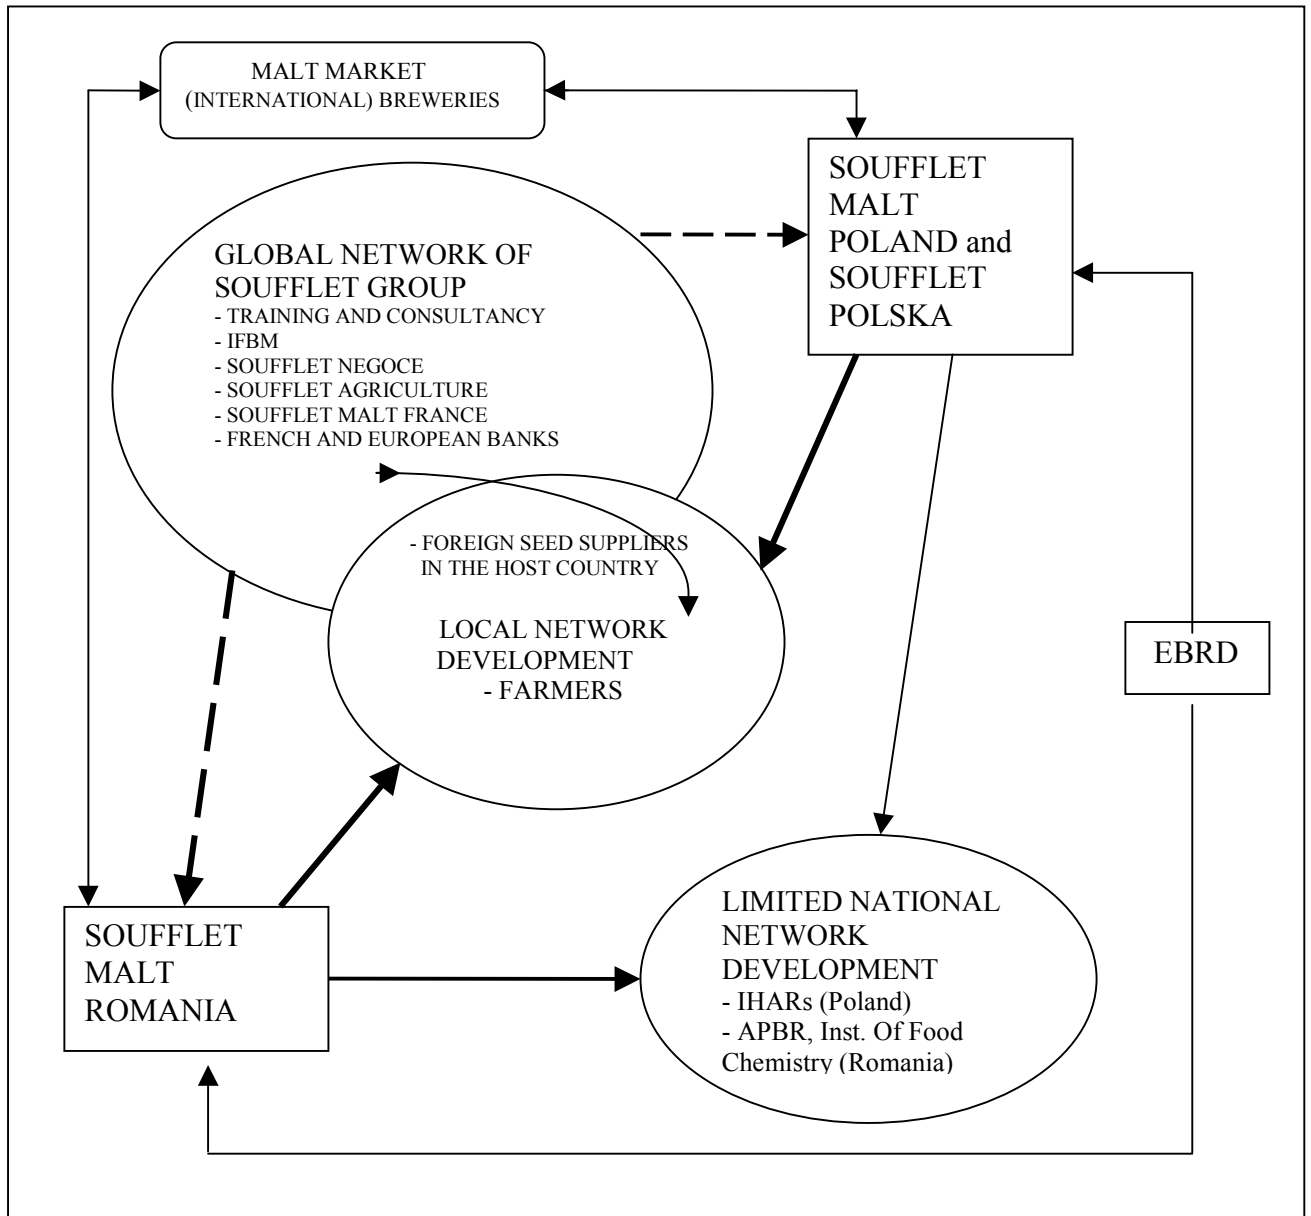 MALT MARKET
(INTERNATIONAL) BREWERIES
SOUFFLET
MALT
POLAND and
SOUFFLET
POLSKA
GLOBAL NETWORK OF
SOUFFLET GROUP
- TRAINING AND CONSULTANCY
- IFBM
- SOUFFLET NEGOCE
- SOUFFLET AGRICULTURE
- SOUFFLET MALT FRANCE
- FRENCH AND EUROPEAN BANKS
- FOREIGN SEED SUPPLIERS
IN THE HOST COUNTRY
LOCAL NETWORK
DEVELOPMENT
- FARMERS
EBRD
SOUFFLET
MALT
ROMANIA
LIMITED NATIONAL
NETWORK
DEVELOPMENT
- IHARs (Poland)
- APBR, Inst. Of Food
Chemistry (Romania)